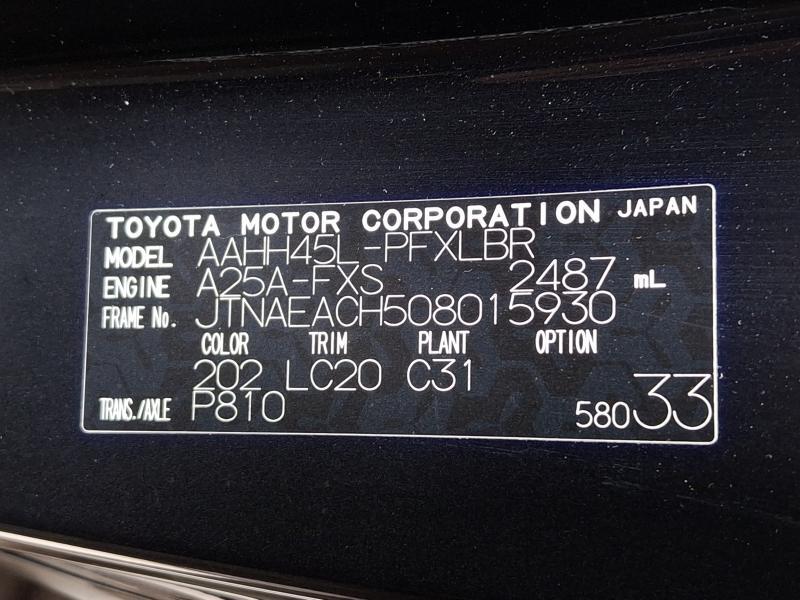 TOYOTA MOTOR CORPORATION JAPAN
MODEL AAHH45L-PFXLBR
ENGINE A25A-FXS 2487 mL
FRAME No. JTNAEACH508015930
COLOR TRIM PLANT OPTION
202 LC20 C31
TRANS./AXLE P810 58033